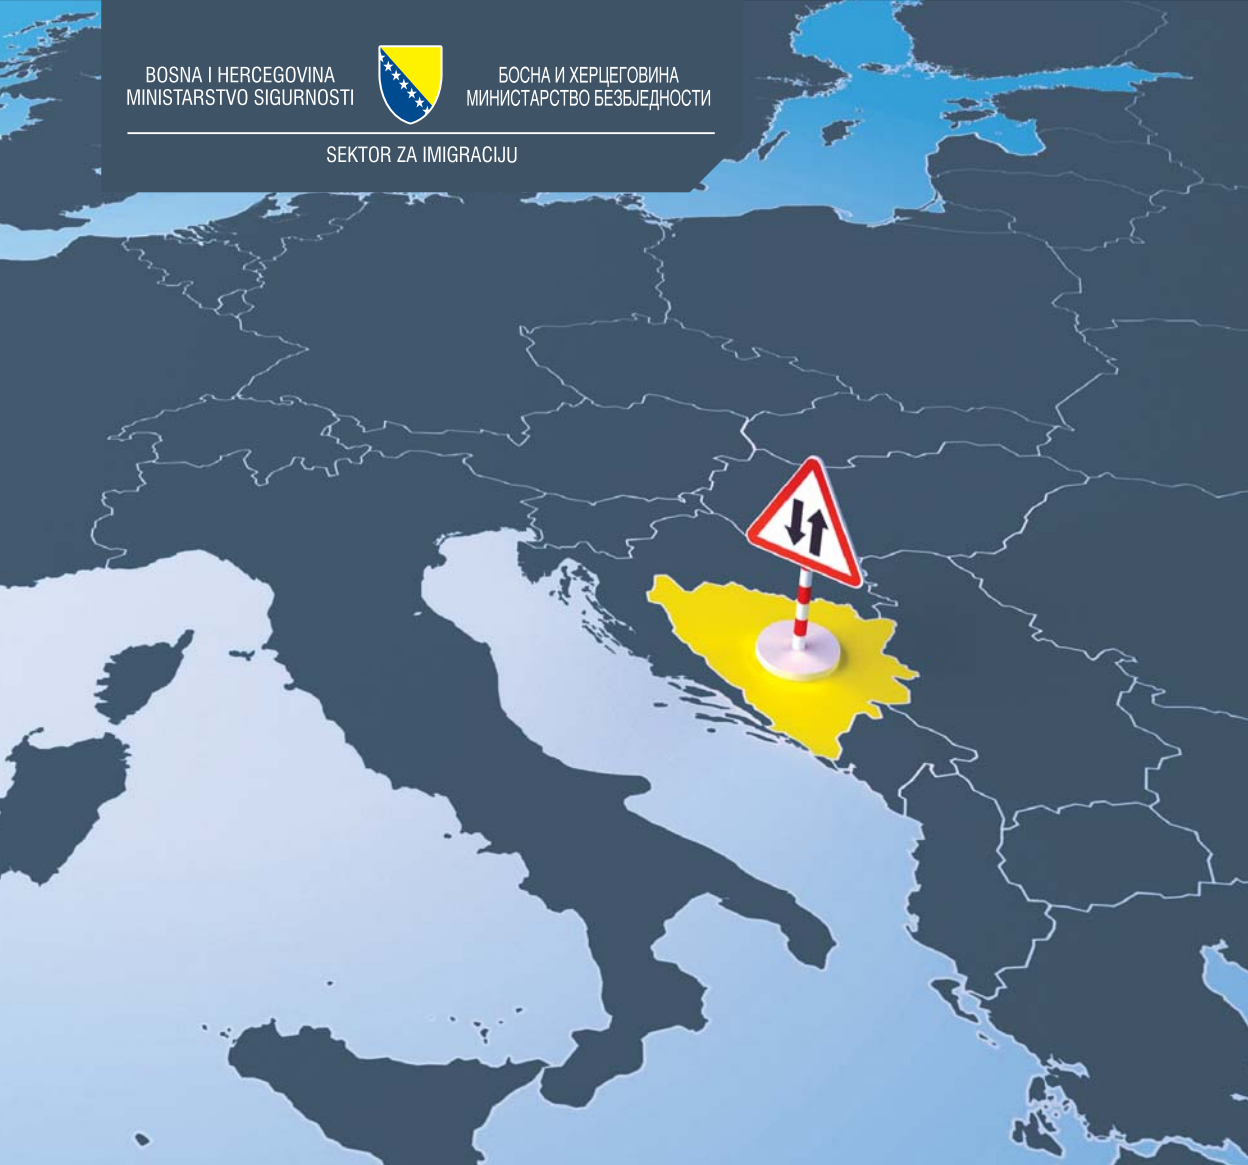 BOSNA I HERCEGOVINA
MINISTARSTVO SIGURNOSTI
БОСНА И ХЕРЦЕГОВИНА
МИНИСТАРСТВО БЕЗБЈЕДНОСТИ
SEKTOR ZA IMIGRACIJU